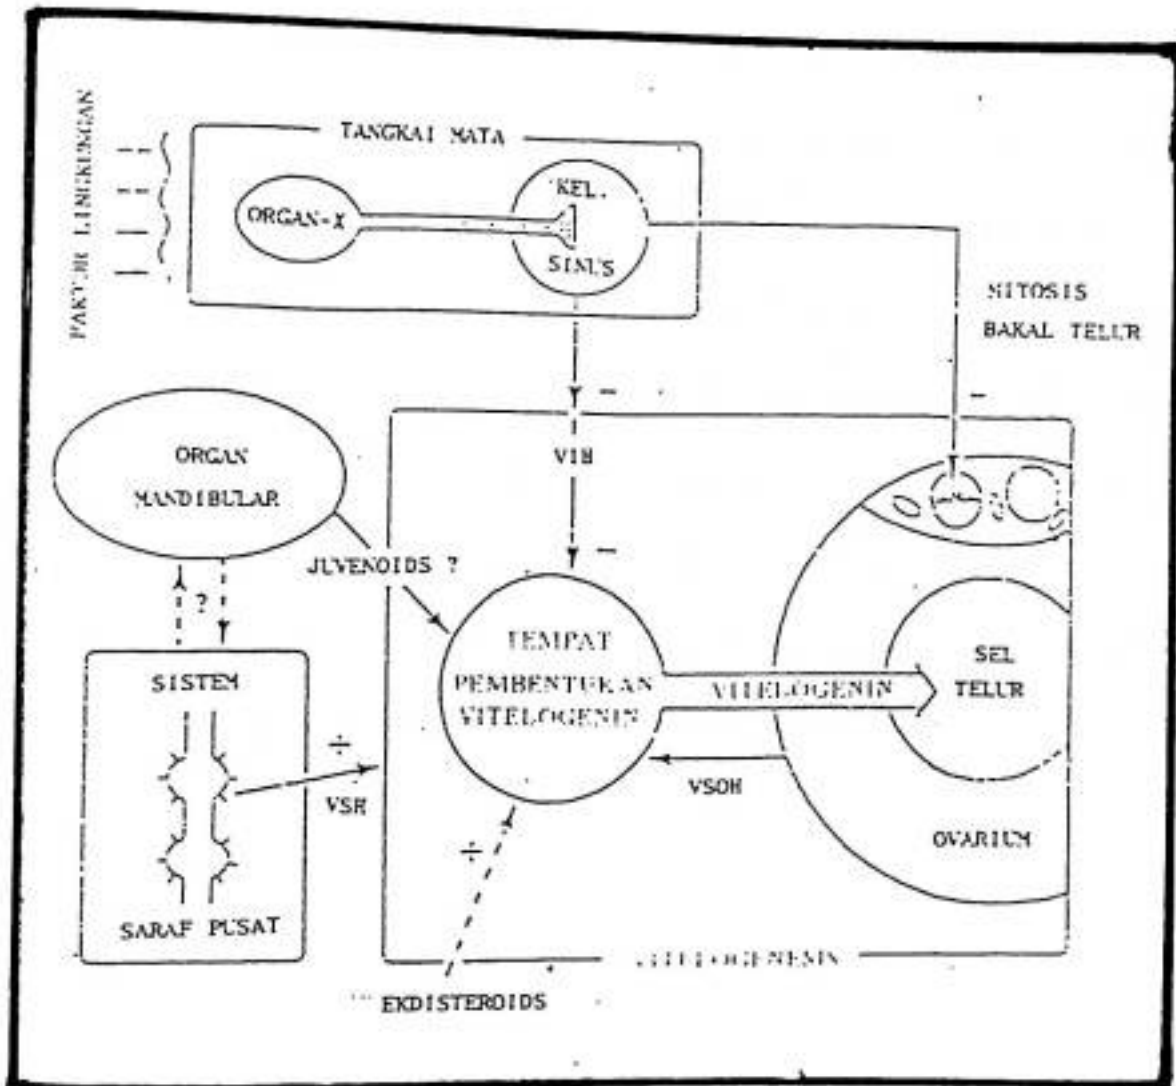 TANGKAI MATA
FAKTOR LINGKUNGAN
ORGAN-X
KEL.
SINUS
MITOSIS
BAKAL TELUR
-
-
VIH
-
ORGAN
MANDIBULAR
JUVENOIDS ?
?
TEMPAT
PEMBENTUKAN
VITELOGENIN
VITELOGENIN
SEL
TELUR
SISTEM
÷
VSH
VSOH
÷
OVARIUM
SARAF PUSAT
VITELOGENESIS
EKDISTEROIDS